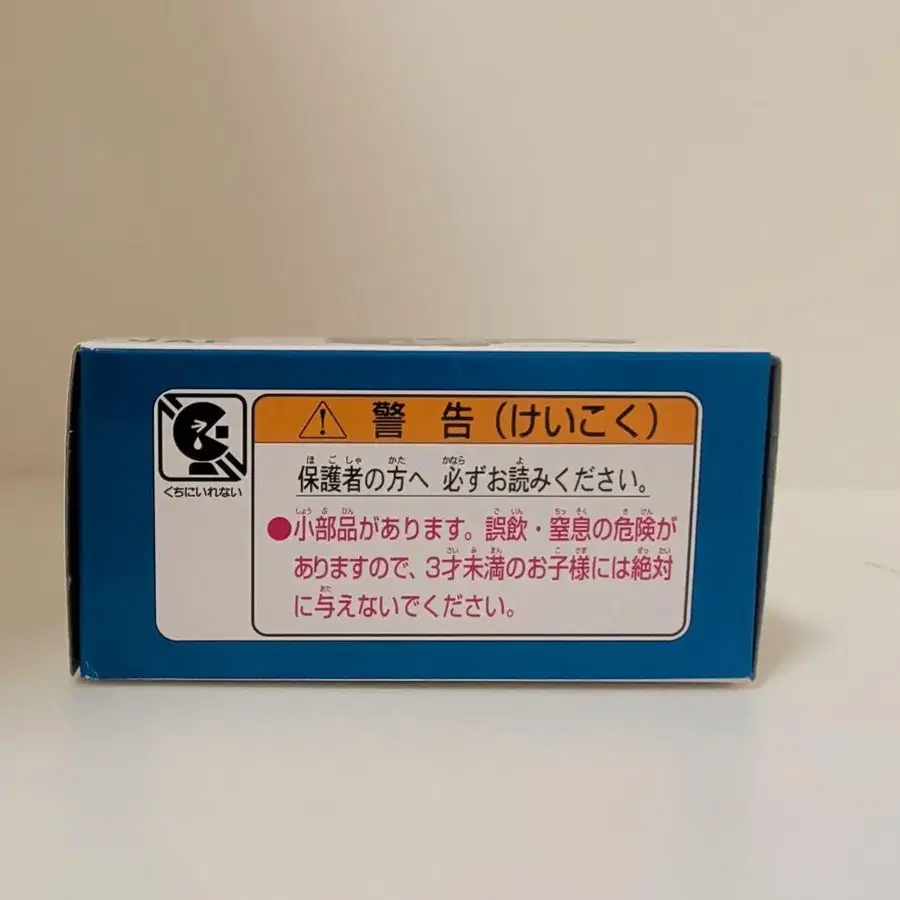 警告(けいこく)
保護者の方へ 必ずお読みください。
●小部品があります。誤飲・窒息の危険が
ありますので、3才未満のお子様には絶対
に与えないでください。
くちにいれない